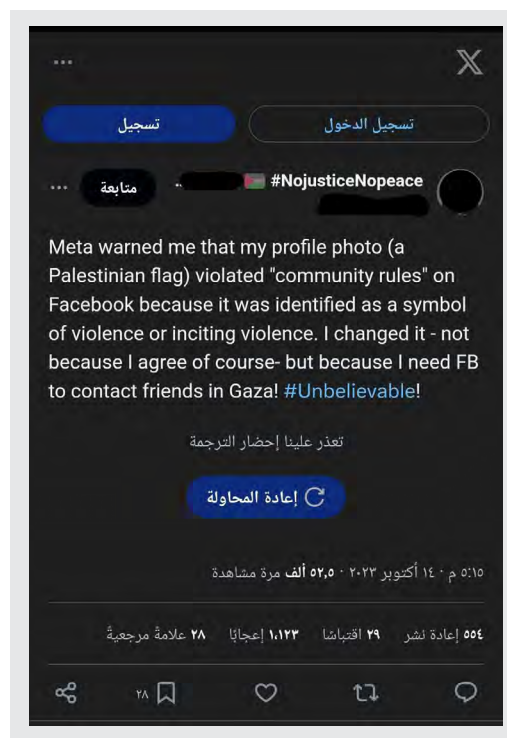 تسجيل الدخول
تسجيل
#NojusticeNopeace 🇵🇸 ..
متابعة
Meta warned me that my profile photo (a
Palestinian flag) violated "community rules" on
Facebook because it was identified as a symbol
of violence or inciting violence. I changed it - not
because I agree of course- but because I need FB
to contact friends in Gaza! #Unbelievable!
تعذر علينا إحضار الترجمة
إعادة المحاولة
٥:١٥ م · ١٤ أكتوبر ٢٠٢٣ · ٥٢,٥ ألف مرة مشاهدة
٥٥٤ إعادة نشر ٢٩ اقتباسًا ١،١٢٣ إعجابًا ٢٨ علامةً مرجعيةً
٢٨